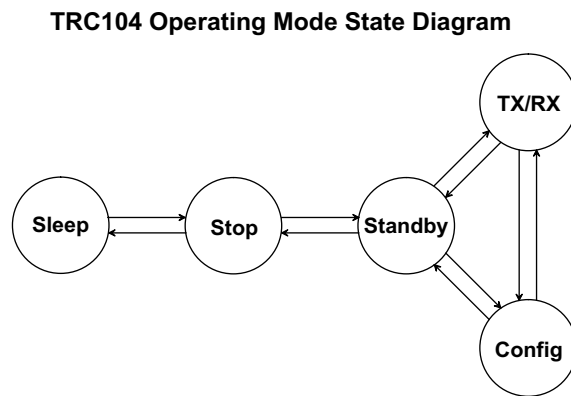 TRC104 Operating Mode State Diagram
TX/RX
Sleep
Stop
Standby
Config